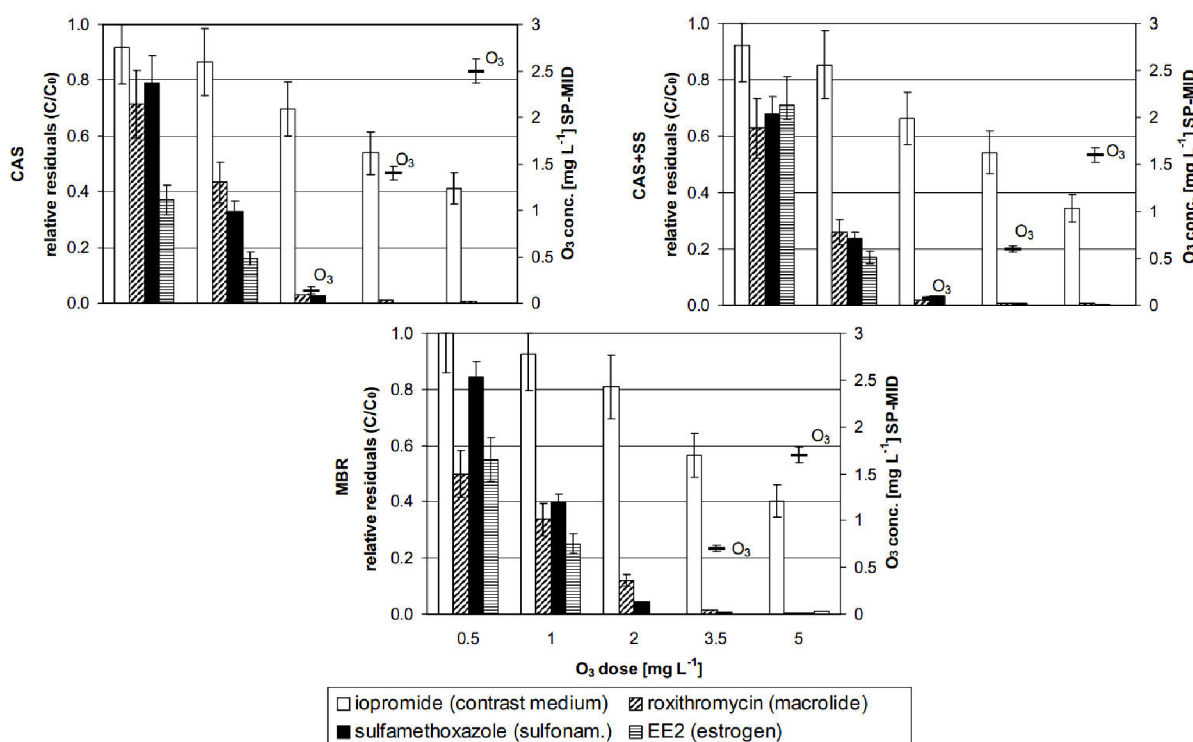 CAS
relative residuals (C/C0)
1.0
0.8
0.6
0.4
0.2
0.0
O3
O3
O3
3
2.5
2
1.5
1
0.5
0
O3 conc. [mg L-1] SP-MID
CAS+SS
relative residuals (C/C0)
1.0
0.8
0.6
0.4
0.2
0.0
O3
O3
O3
3
2.5
2
1.5
1
0.5
0
O3 conc. [mg L-1] SP-MID
MBR
relative residuals (C/C0)
1.0
0.8
0.6
0.4
0.2
0.0
O3
O3
3
2.5
2
1.5
1
0.5
0
O3 conc. [mg L-1] SP-MID
0.5 1 2 3.5 5
O3 dose [mg L-1]
iopromide (contrast medium) roxithromycin (macrolide)
sulfamethoxazole (sulfonam.) EE2 (estrogen)